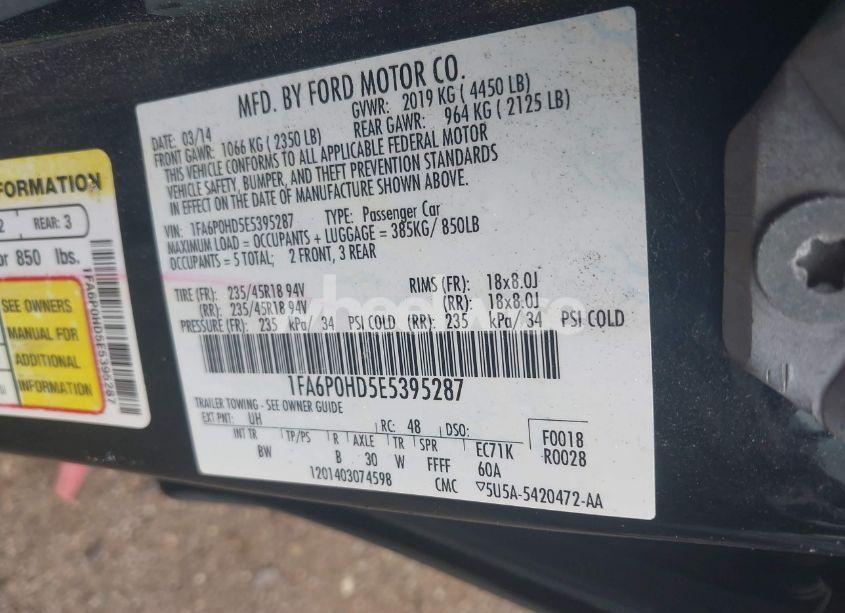 MFD. BY FORD MOTOR CO.
DATE: 03/14 GVWR: 2019 KG ( 4450 LB)
FRONT GAWR: 1066 KG ( 2350 LB) REAR GAWR: 964 KG ( 2125 LB)
THIS VEHICLE CONFORMS TO ALL APPLICABLE FEDERAL MOTOR
VEHICLE SAFETY, BUMPER, AND THEFT PREVENTION STANDARDS
IN EFFECT ON THE DATE OF MANUFACTURE SHOWN ABOVE.
VIN: 1FA6P0HD5E5395287 TYPE: Passenger Car
MAXIMUM LOAD = OCCUPANTS + LUGGAGE = 385KG/ 850LB
OCCUPANTS = 5 TOTAL; 2 FRONT, 3 REAR
TIRE (FR): 235/45R18 94V RIMS (FR): 18x8.0J
(RR): 235/45R18 94V (RR): 18x8.0J
PRESSURE (FR): 235 kPa/ 34 PSI COLD (RR): 235 kPa/ 34 PSI COLD
1FA6P0HD5E5395287
TRAILER TOWING - SEE OWNER GUIDE
EXT PNT: UH RC: 48 DSO: F0018
INT TR TP/PS R AXLE TR SPR EC71K R0028
BW B 30 W FFFF 60A
1201403074598 CMC ▽5U5A-5420472-AA
FORMATION
2 REAR: 3
or 850 lbs.
SEE OWNERS
MANUAL FOR
ADDITIONAL
INFORMATION
1FA6P0HD5E5395287